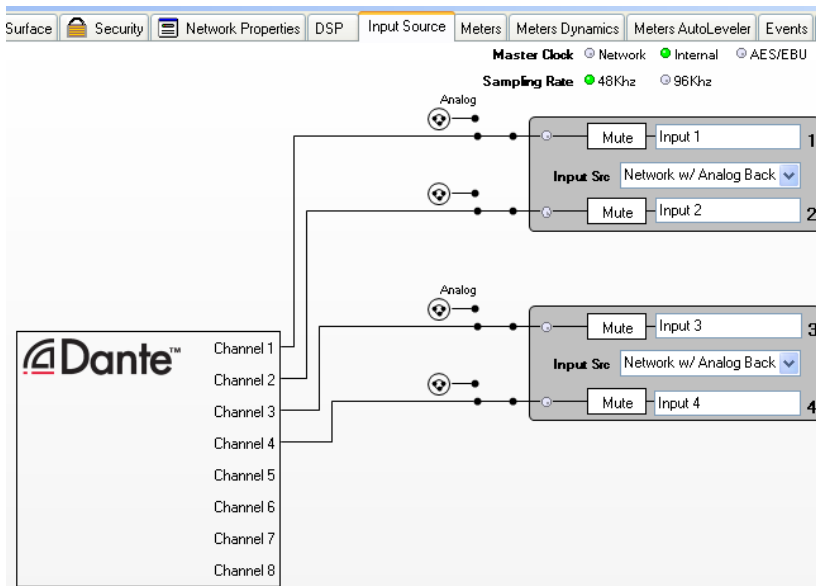 Surface Security Network Properties DSP Input Source Meters Meters Dynamics Meters AutoLeveler Events
Master Clock Network Internal AES/EBU
Sampling Rate 48Khz 96Khz
Analog
Mute Input 1 1
Input Src Network w/ Analog Back
Mute Input 2 2
Analog
Mute Input 3 3
Input Src Network w/ Analog Back
Mute Input 4 4
Dante™
Channel 1
Channel 2
Channel 3
Channel 4
Channel 5
Channel 6
Channel 7
Channel 8